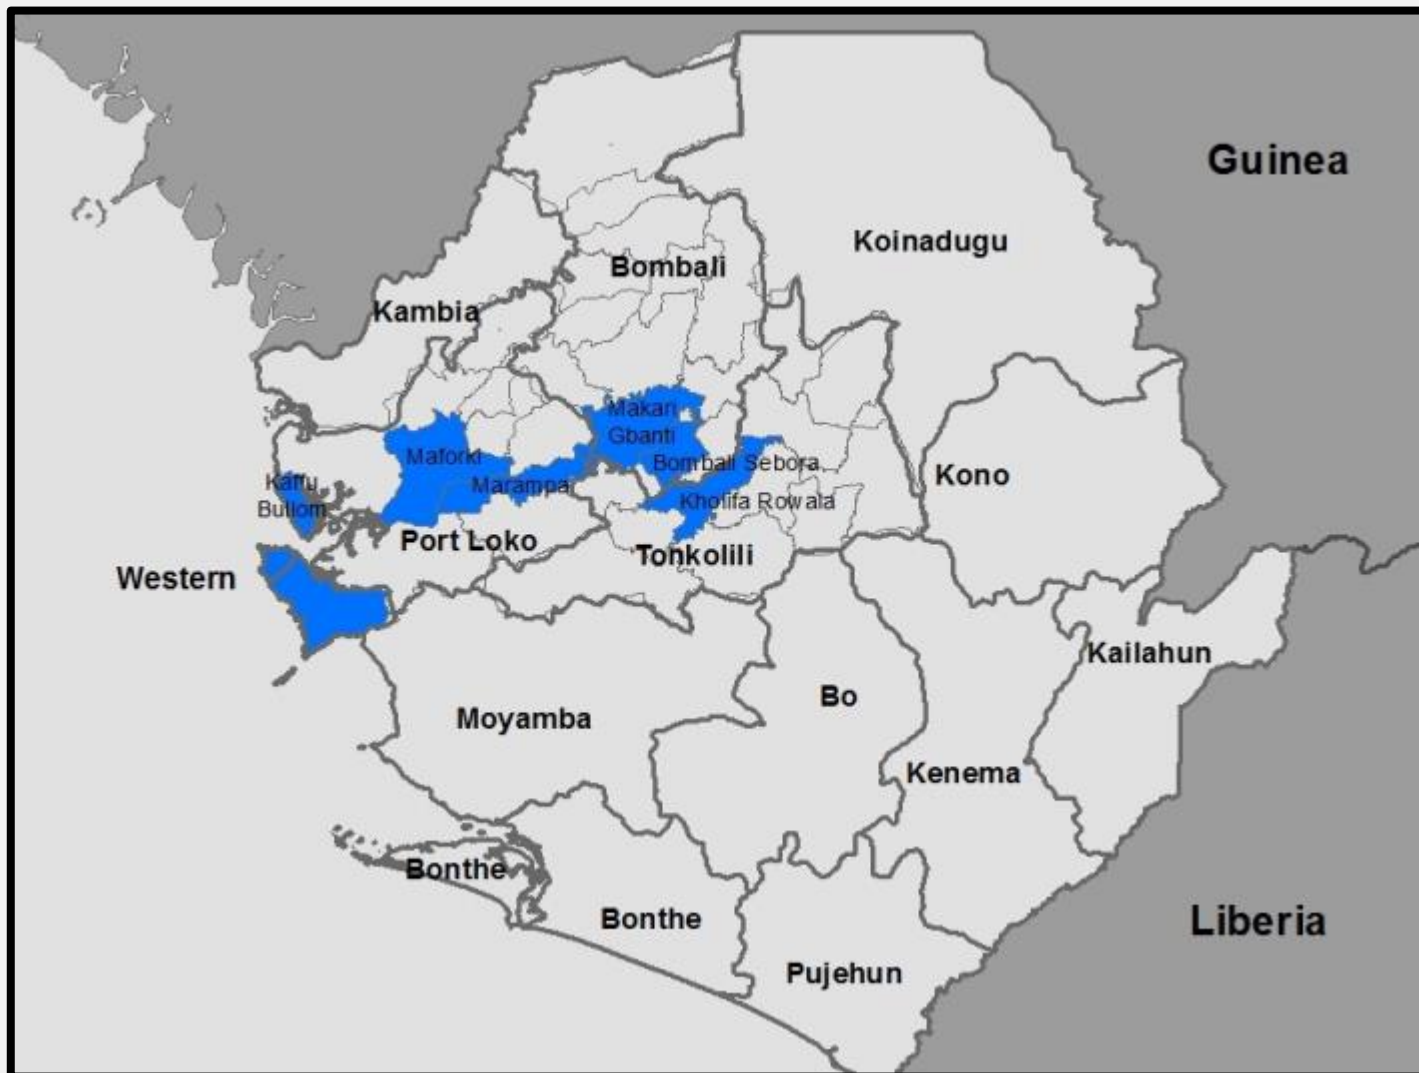 Guinea
Koinadugu
Bombali
Kambia
Makari
Gbanti
Maforki
Bombali Sebora
Kaffu
Bullom
Marampa
Kono
Kholifa Rowala
Port Loko
Tonkolili
Western
Kailahun
Bo
Moyamba
Kenema
Bonthe
Bonthe
Liberia
Pujehun